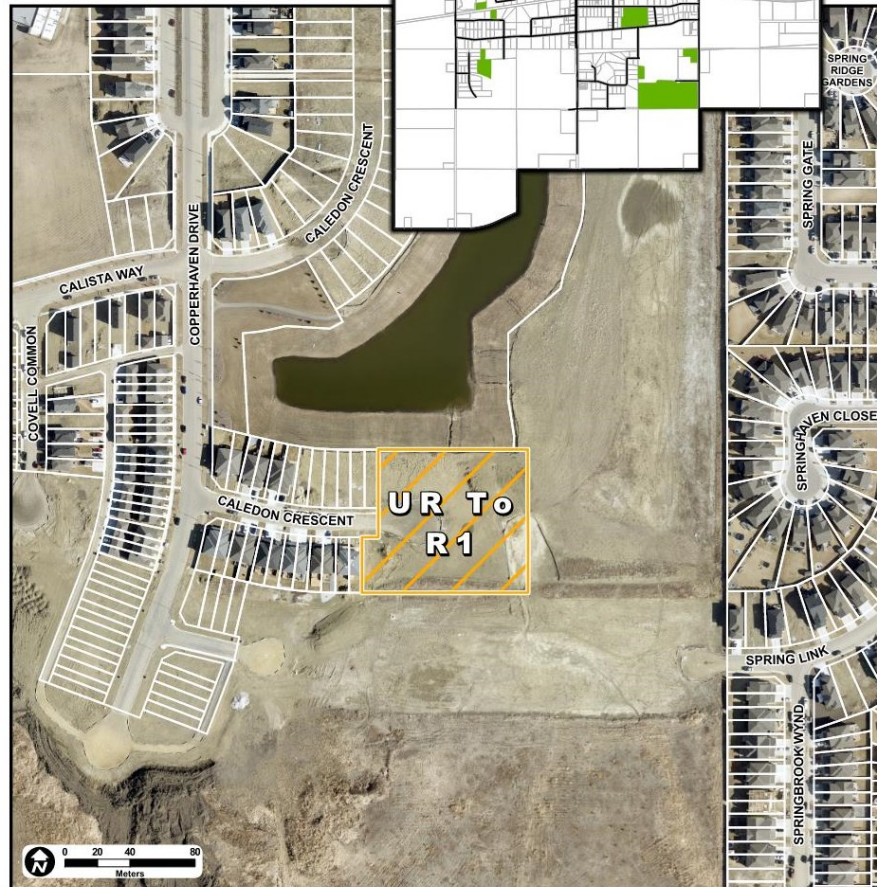 SPRING
RIDGE
GARDENS
SPRING GATE
CALEDON CRESCENT
COPPERHAVEN DRIVE
CALISTA WAY
COVELL COMMON
SPRINGHAVEN CLOSE
CALEDON CRESCENT
UR To
R1
SPRING LINK
SPRINGBROOK WYND
N
0 20 40 80
Meters